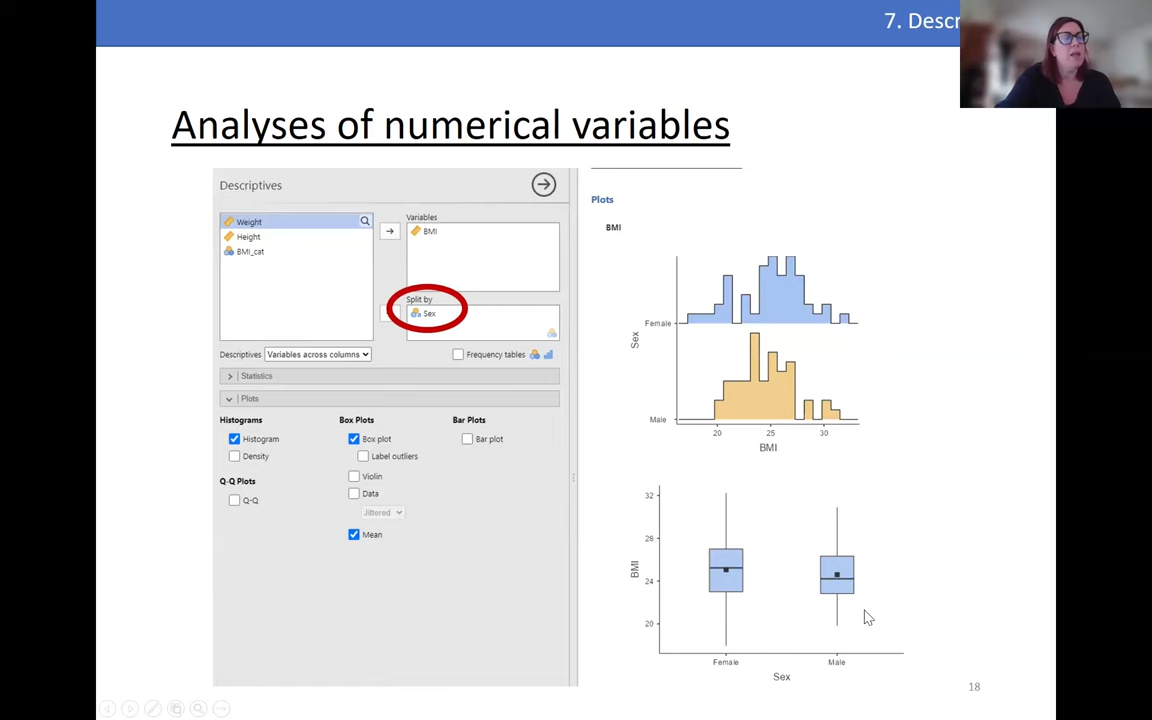 7. Descr
Analyses of numerical variables
Descriptives
Weight
Height
BMI_cat
Variables
BMI
Split by
Sex
Descriptives Variables across columns
Frequency tables
| Statistics
| Plots
Histograms
Histogram
Density
Q-Q Plots
Q-Q
Box Plots
Box plot
Label outliers
Violin
Data
Jittered
Mean
Bar Plots
Bar plot
Plots
BMI
Female
Sex
Male
20 25 30
BMI
32
28
BMI
24
20
Female Male
Sex
18